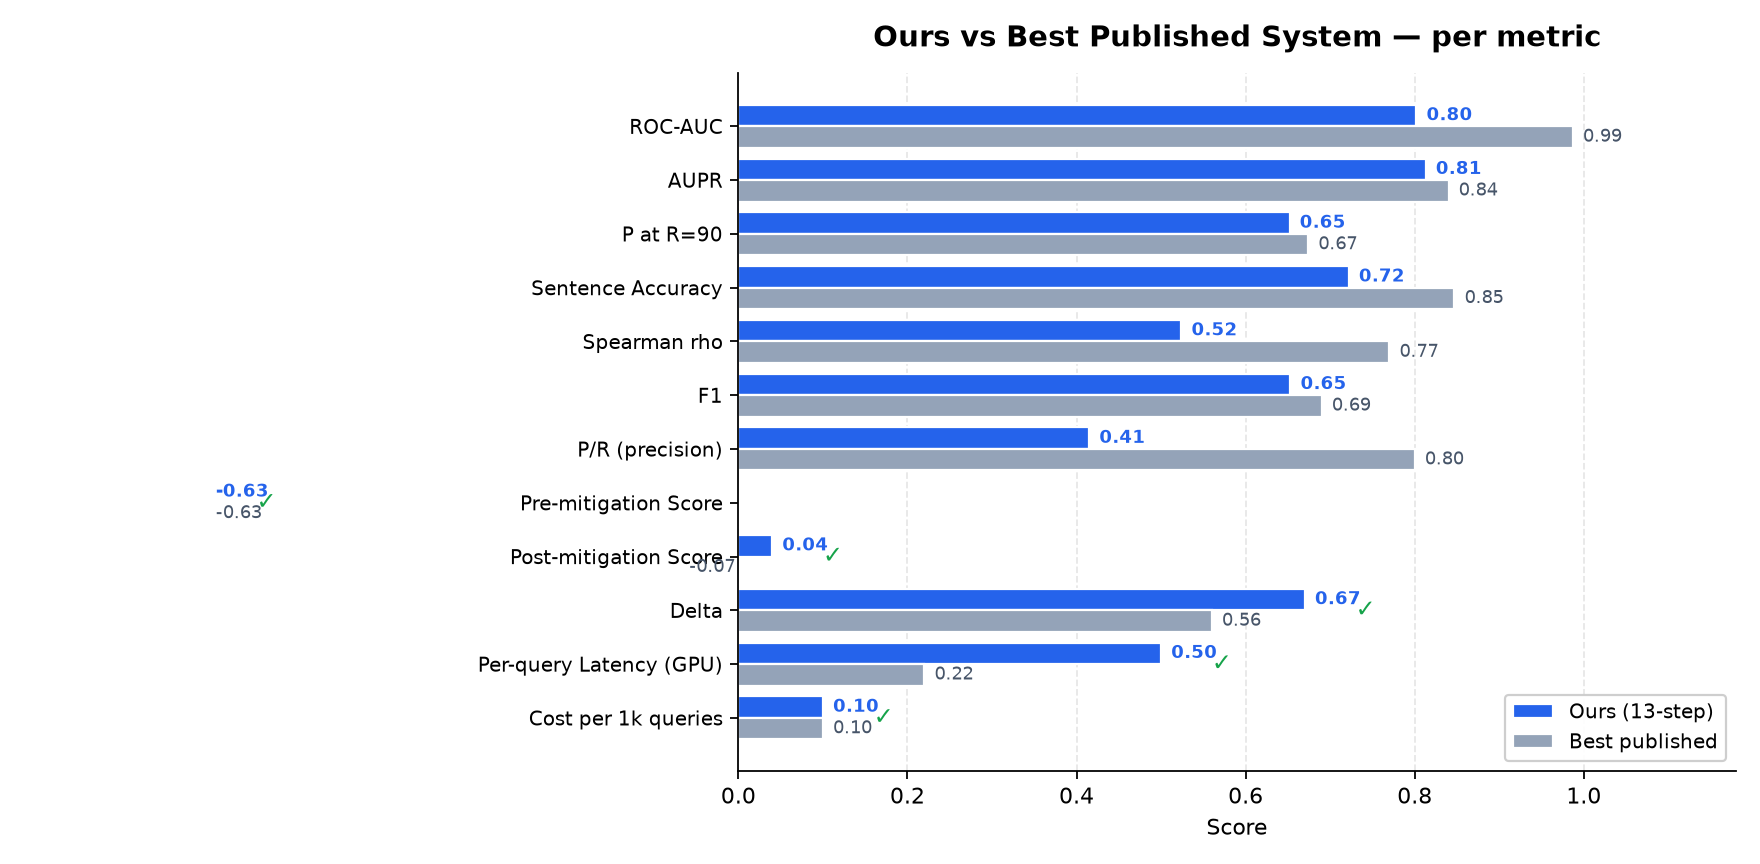 Ours vs Best Published System — per metric
ROC-AUC
0.80
0.99
AUPR
0.81
0.84
P at R=90
0.65
0.67
Sentence Accuracy
0.72
0.85
Spearman rho
0.52
0.77
F1
0.65
0.69
P/R (precision)
0.41
0.80
-0.63 ✓
-0.63
Pre-mitigation Score
Post-mitigation Score
0.04 ✓
-0.07
Delta
0.67 ✓
0.56
Per-query Latency (GPU)
0.50 ✓
0.22
Cost per 1k queries
0.10 ✓
0.10
Ours (13-step)
Best published
0.0 0.2 0.4 0.6 0.8 1.0
Score